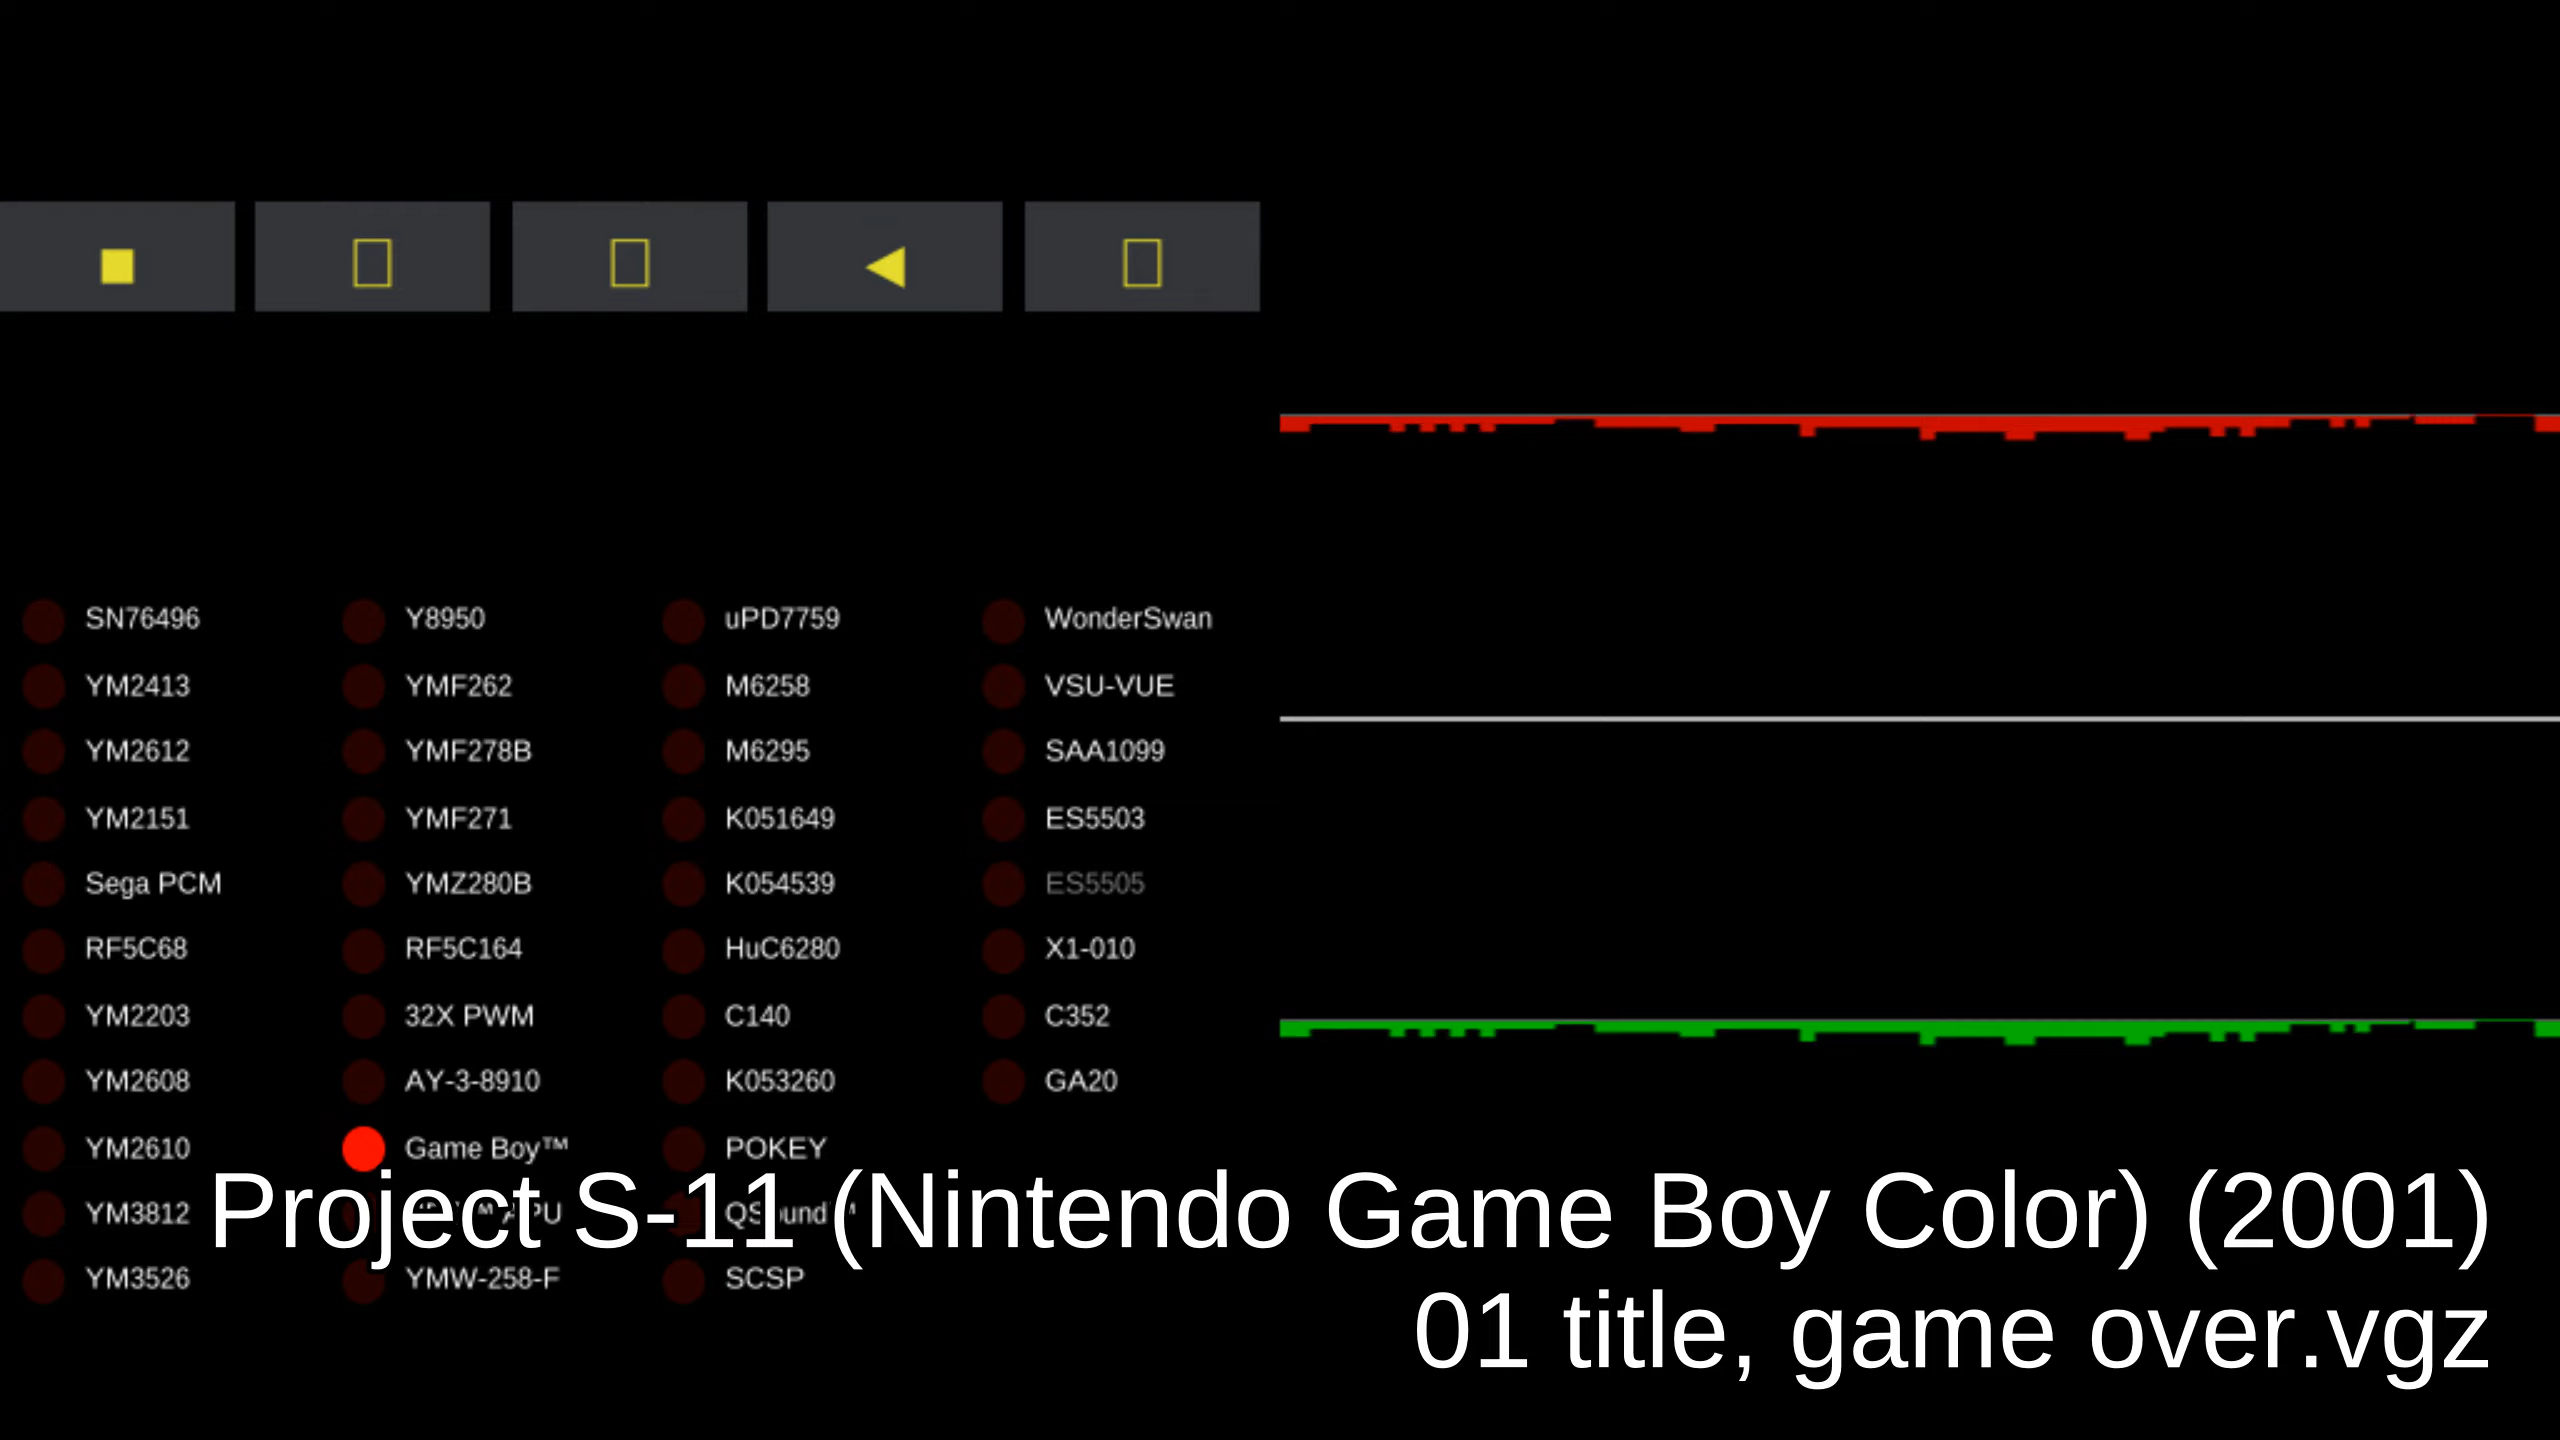 SN76496 Y8950 uPD7759 WonderSwan
YM2413 YMF262 M6258 VSU-VUE
YM2612 YMF278B M6295 SAA1099
YM2151 YMF271 K051649 ES5503
Sega PCM YMZ280B K054539 ES5505
RF5C68 RF5C164 HuC6280 X1-010
YM2203 32X PWM C140 C352
YM2608 AY-3-8910 K053260 GA20
YM2610 Game Boy™ POKEY
YM3812
YM3526 YMW-258-F SCSP
Project S-11 (Nintendo Game Boy Color) (2001)
01 title, game over.vgz